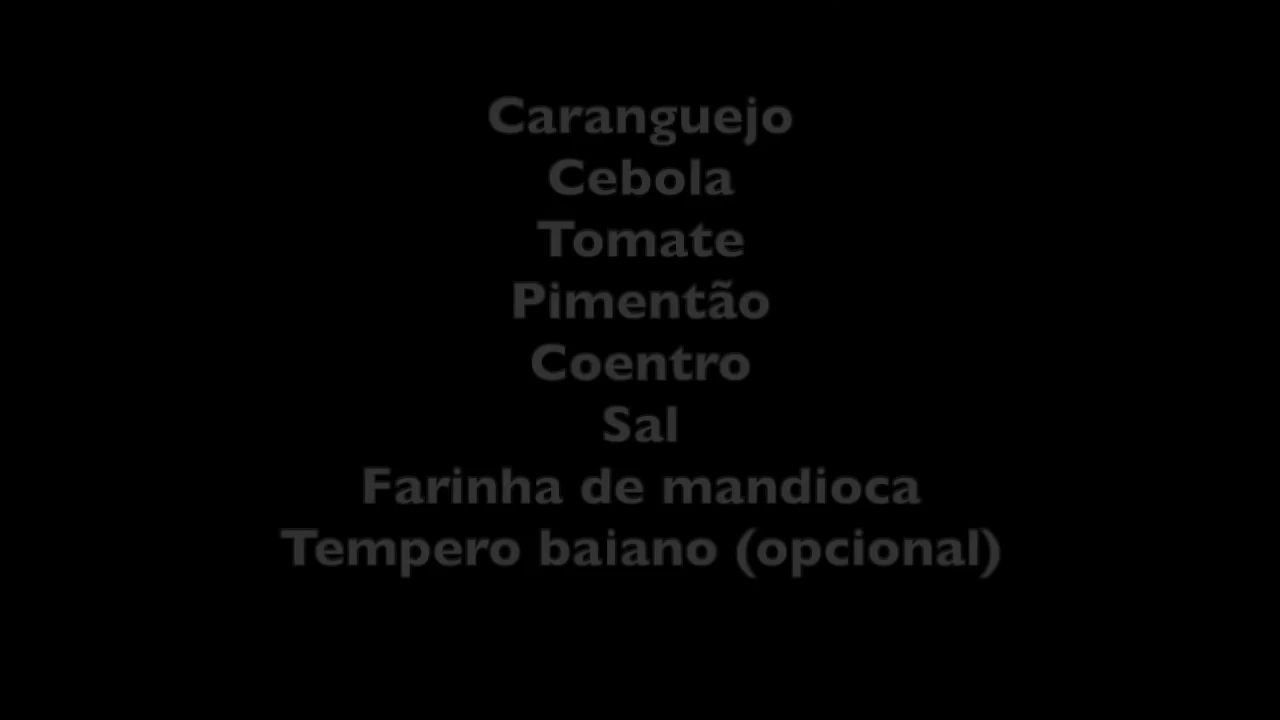 Caranguejo
Cebola
Tomate
Pimentão
Coentro
Sal
Farinha de mandioca
Tempero baiano (opcional)